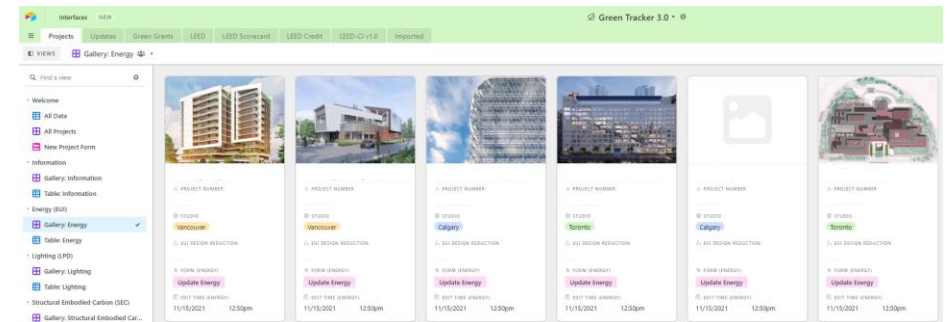 interfaces NEW
Green Tracker 3.0
Projects Updates Green Grants LEED LEED Scorecard LEED Credit LEED-CI v1.0 Imported
VIEWS Gallery: Energy
Find a view
Welcome
All Data
All Projects
New Project Form
Information
Gallery: Information
Table: Information
Energy (EUI)
Gallery: Energy
Table: Energy
Lighting (LPD)
Gallery: Lighting
Table: Lighting
Structural Embodied Carbon (SEC)
Gallery: Structural Embodied Car...
PROJECT NUMBER PROJECT NUMBER PROJECT NUMBER PROJECT NUMBER PROJECT NUMBER PROJECT NUMBER
STUDIO STUDIO STUDIO STUDIO STUDIO STUDIO
Vancouver Vancouver Calgary Toronto Calgary Toronto
EUI DESIGN REDUCTION EUI DESIGN REDUCTION EUI DESIGN REDUCTION EUI DESIGN REDUCTION EUI DESIGN REDUCTION EUI DESIGN REDUCTION
FORM (ENERGY) FORM (ENERGY) FORM (ENERGY) FORM (ENERGY) FORM (ENERGY) FORM (ENERGY)
Update Energy Update Energy Update Energy Update Energy Update Energy Update Energy
EDIT TIME (ENERGY) EDIT TIME (ENERGY) EDIT TIME (ENERGY) EDIT TIME (ENERGY) EDIT TIME (ENERGY) EDIT TIME (ENERGY)
11/15/2021 12:50pm 11/15/2021 12:50pm 11/15/2021 12:50pm 11/15/2021 12:50pm 11/15/2021 12:50pm 11/15/2021 12:50pm